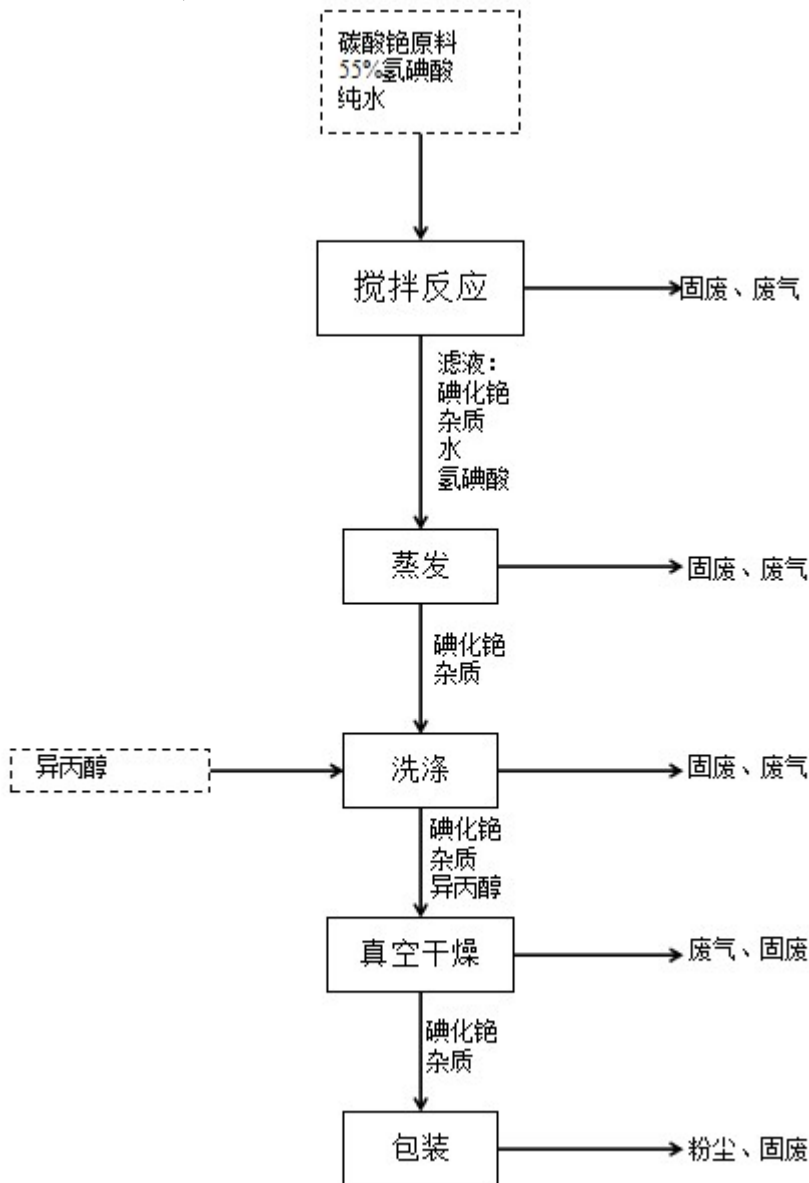 碳酸铯原料
55%氢碘酸
纯水
搅拌反应
固废、废气
滤液：
碘化铯
杂质
水
氢碘酸
蒸发
固废、废气
碘化铯
杂质
异丙醇
洗涤
固废、废气
碘化铯
杂质
异丙醇
真空干燥
废气、固废
碘化铯
杂质
包装
粉尘、固废